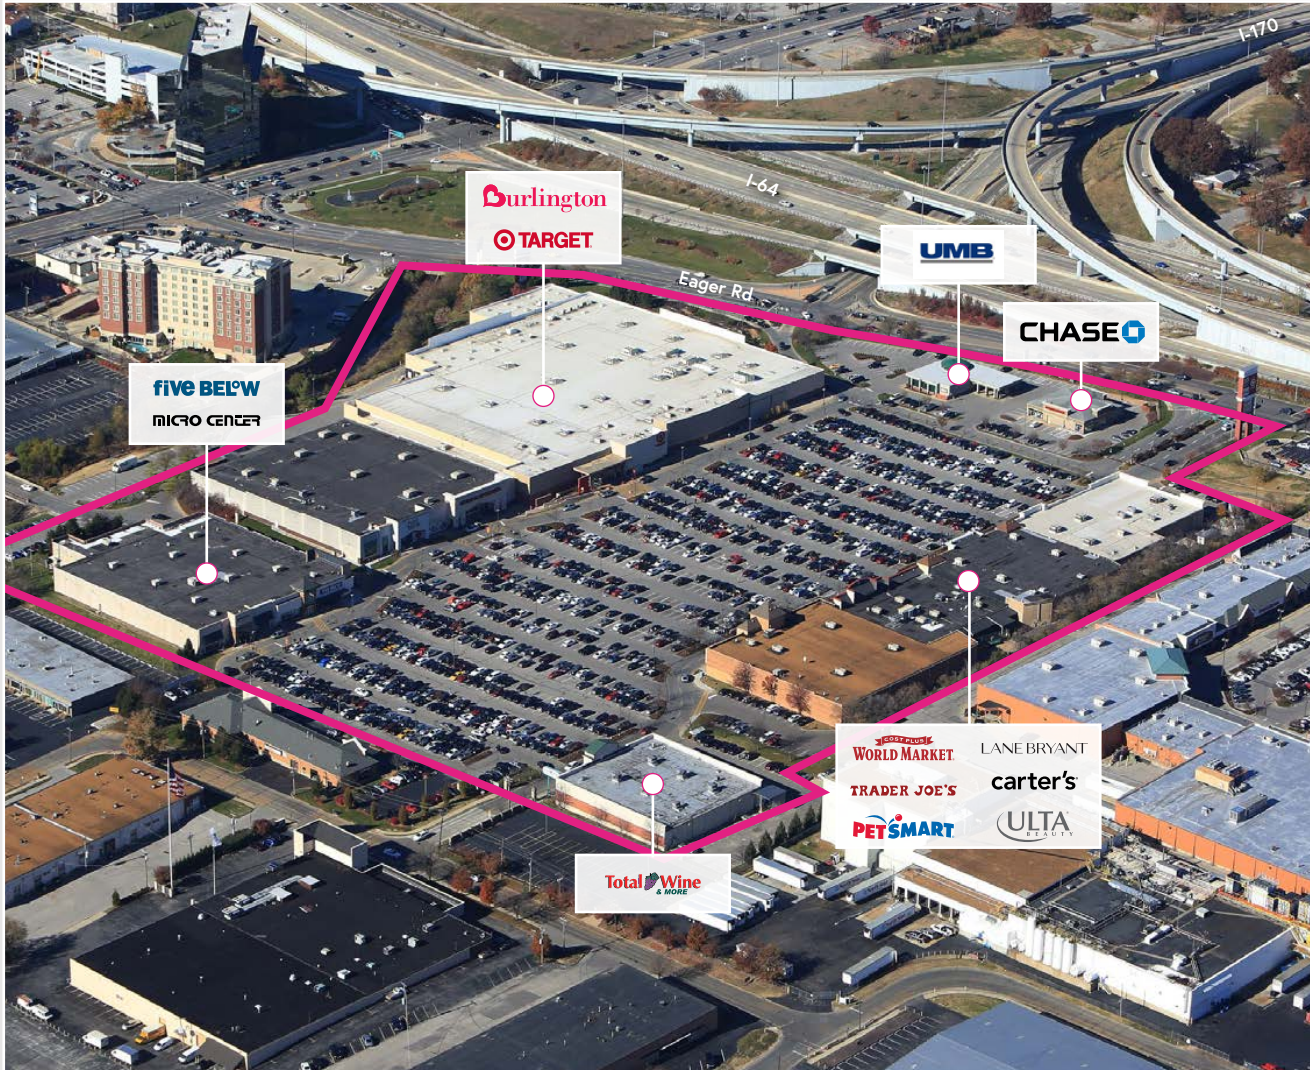 I-170
Burlington
TARGET
I-64
UMB
Eager Rd
CHASE
five BELOW
MICRO CENTER
COST PLUS
WORLD MARKET
LANE BRYANT
TRADER JOE'S
carter's
PETSMART
ULTA
BEAUTY
Total Wine
& MORE